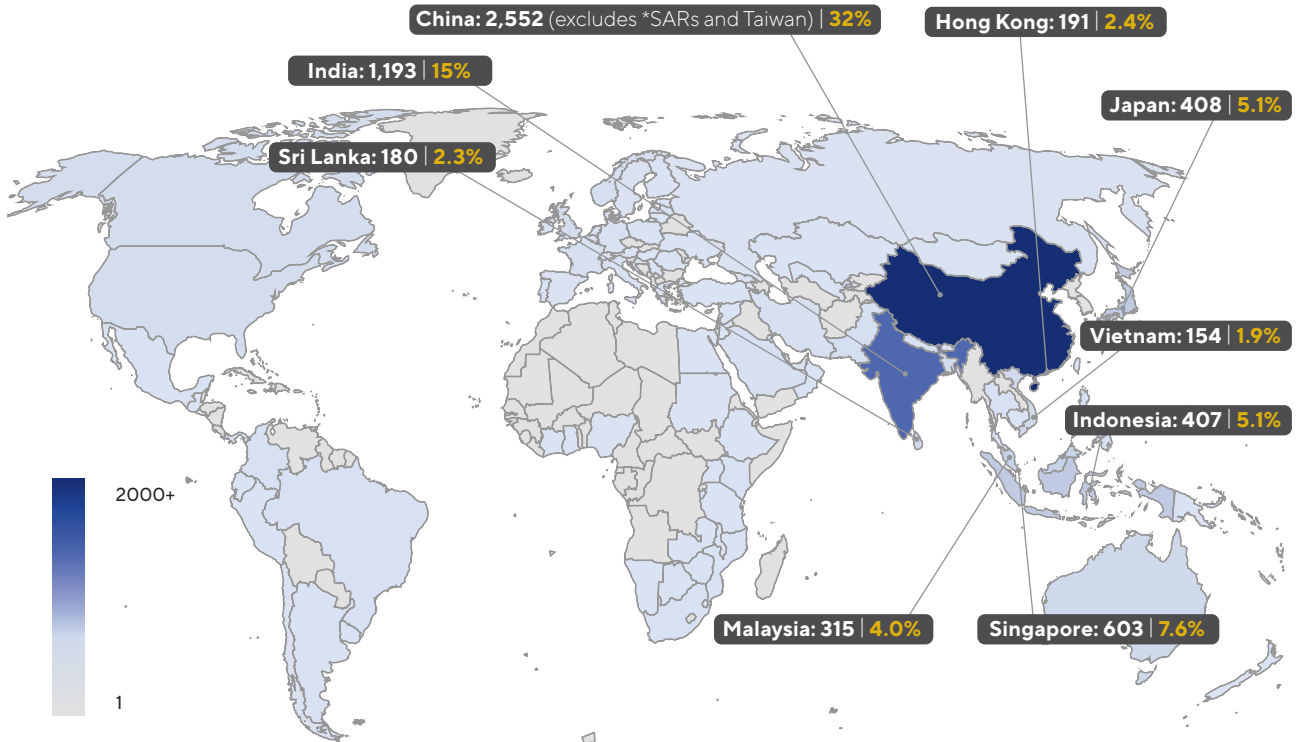 China: 2,552 (excludes *SARs and Taiwan) | 32%
Hong Kong: 191 | 2.4%
India: 1,193 | 15%
Japan: 408 | 5.1%
Sri Lanka: 180 | 2.3%
Vietnam: 154 | 1.9%
Indonesia: 407 | 5.1%
2000+
Malaysia: 315 | 4.0%
Singapore: 603 | 7.6%
1